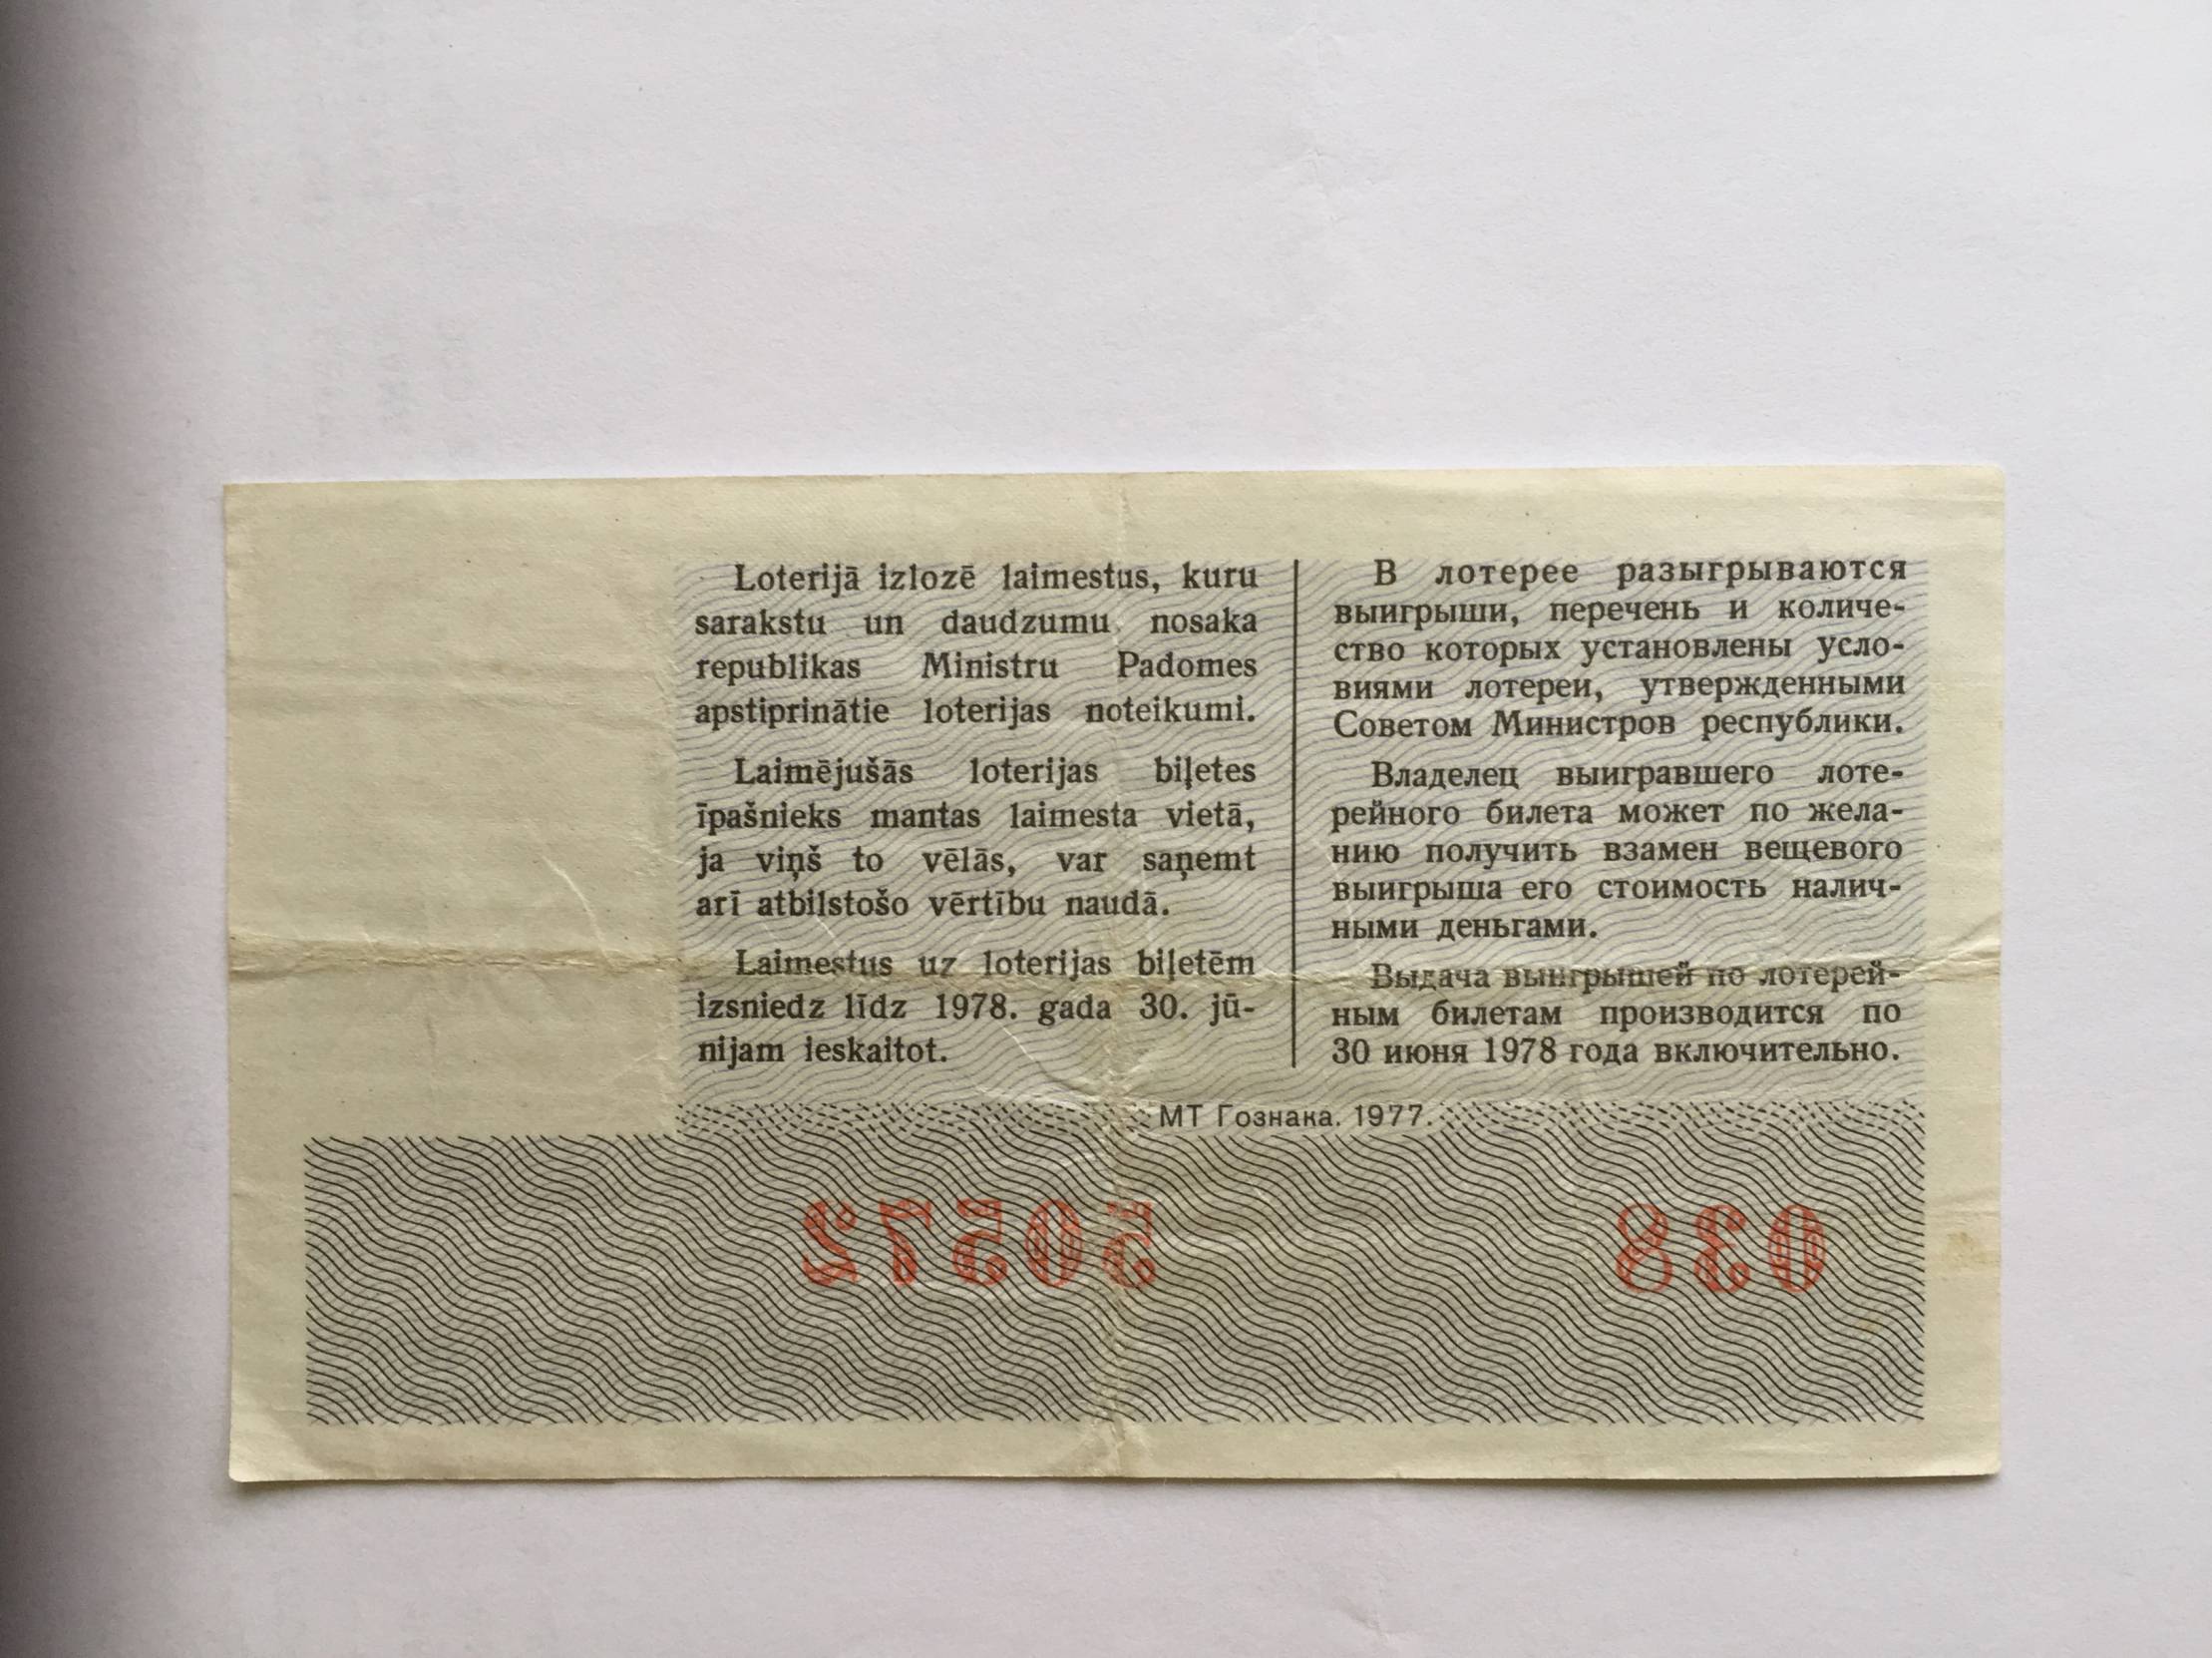 Loterijā izlozē laimestus, kuru
sarakstu un daudzumu nosaka
republikas Ministru Padomes
apstiprinātie loterijas noteikumi.
Laimējušās loterijas biļetes
īpašnieks mantas laimesta vietā,
ja viņš to vēlās, var saņemt
arī atbilstošo vērtību naudā.
Laimestus uz loterijas biļetēm
izsniedz līdz 1978. gada 30. jū-
nijam ieskaitot.
В лотерее разыгрываются
выигрыши, перечень и количе-
ство которых установлены усло-
виями лотереи, утвержденными
Советом Министров республики.
Владелец выигравшего лоте-
рейного билета может по жела-
нию получить взамен вещевого
выигрыша его стоимость налич-
ными деньгами.
Выдача выигрышей по лотерей-
ным билетам производится по
30 июня 1978 года включительно.
МТ Гознака. 1977.
038 50572